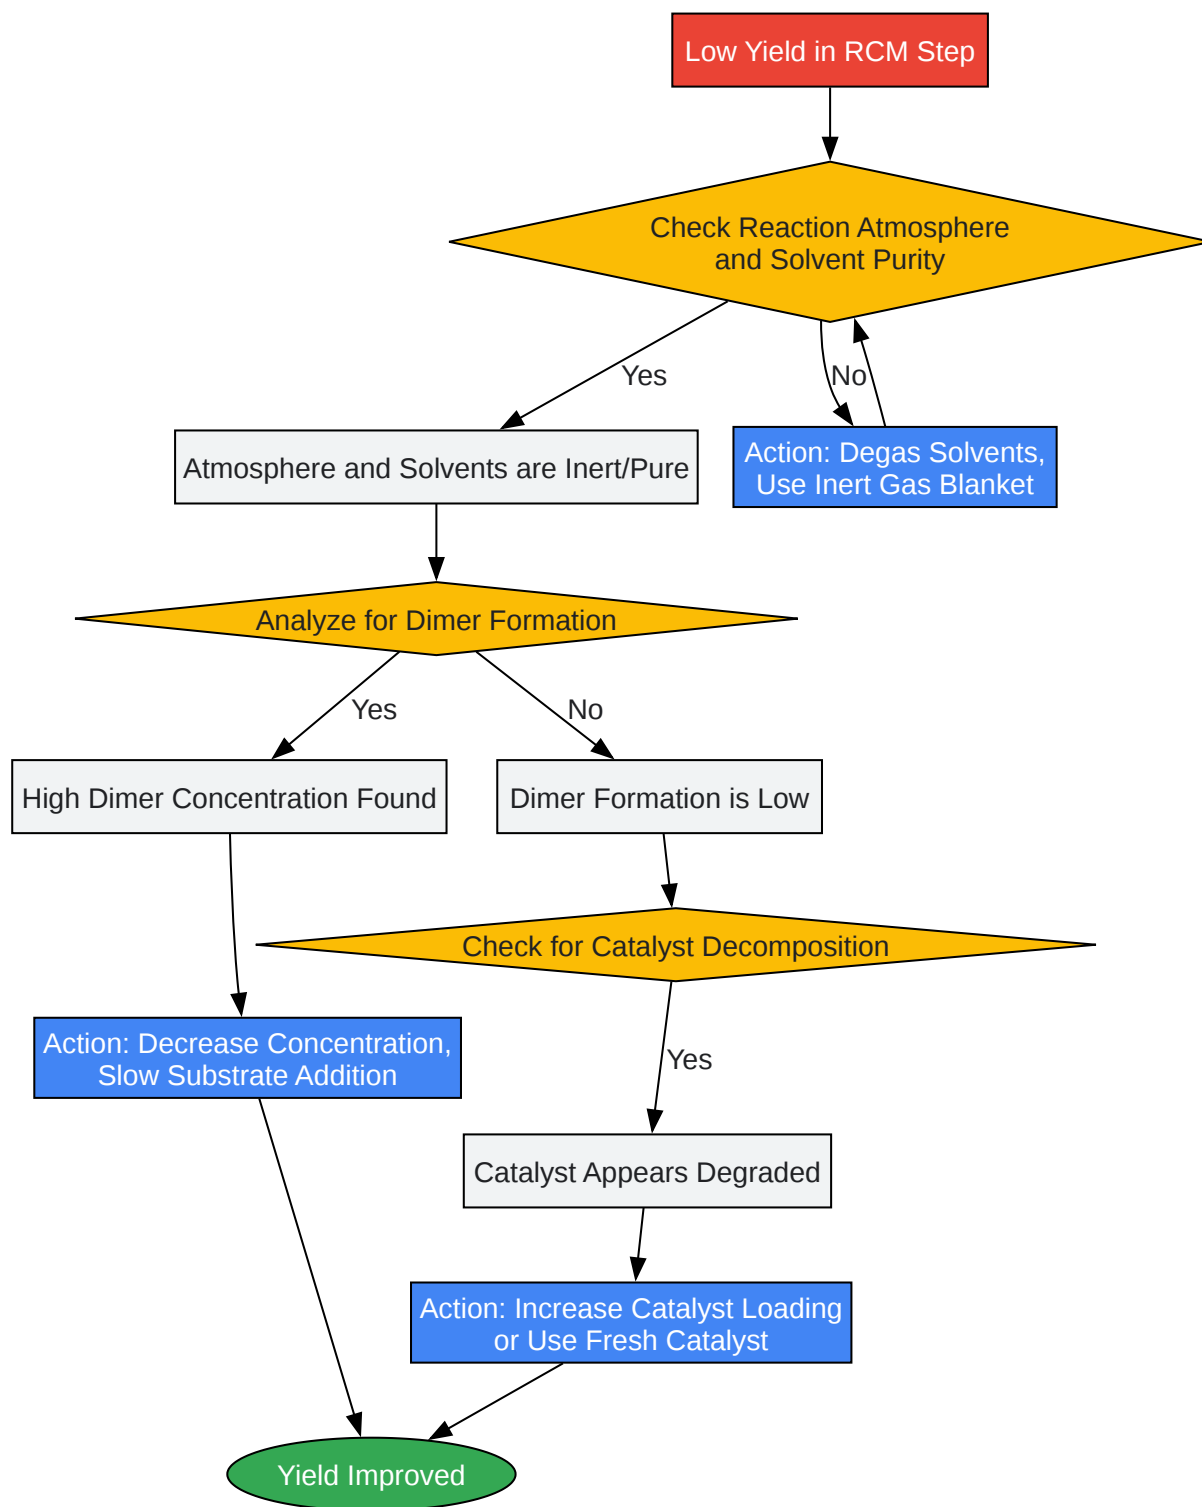 Low Yield in RCM Step
Check Reaction Atmosphere
and Solvent Purity
Yes
No
Atmosphere and Solvents are Inert/Pure
Action: Degas Solvents,
Use Inert Gas Blanket
Analyze for Dimer Formation
Yes
No
High Dimer Concentration Found
Dimer Formation is Low
Check for Catalyst Decomposition
Action: Decrease Concentration,
Slow Substrate Addition
Yes
Catalyst Appears Degraded
Action: Increase Catalyst Loading
or Use Fresh Catalyst
Yield Improved